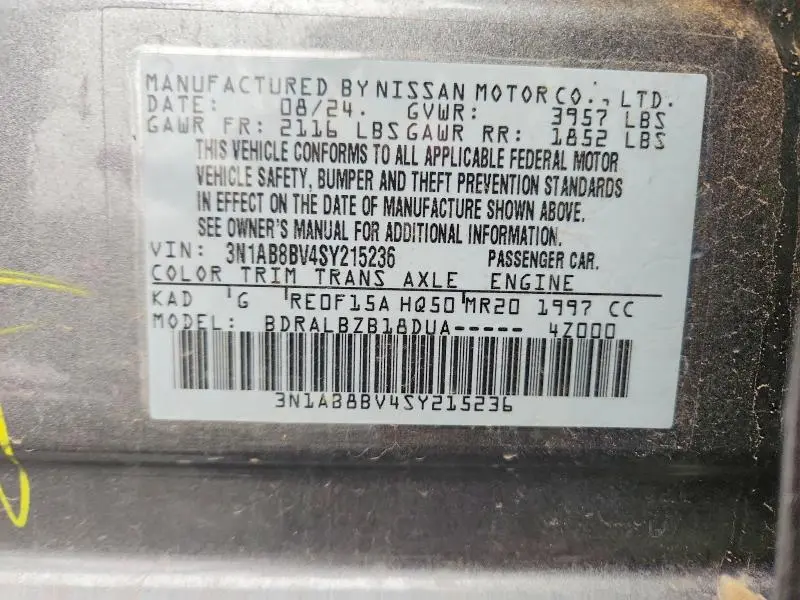 MANUFACTURED BY NISSAN MOTOR CO., LTD.
DATE: 08/24. GVWR: 3957 LBS
GAWR FR: 2116 LBS GAWR RR: 1852 LBS
THIS VEHICLE CONFORMS TO ALL APPLICABLE FEDERAL MOTOR
VEHICLE SAFETY, BUMPER AND THEFT PREVENTION STANDARDS
IN EFFECT ON THE DATE OF MANUFACTURE SHOWN ABOVE.
SEE OWNER'S MANUAL FOR ADDITIONAL INFORMATION.
VIN: 3N1AB8BV4SY215236 PASSENGER CAR.
COLOR TRIM TRANS AXLE ENGINE
KAD G RE0F15A HQ50 MR20 1997 CC
MODEL: BDRALBZB18DUA----- 4Z000
3N1AB8BV4SY215236